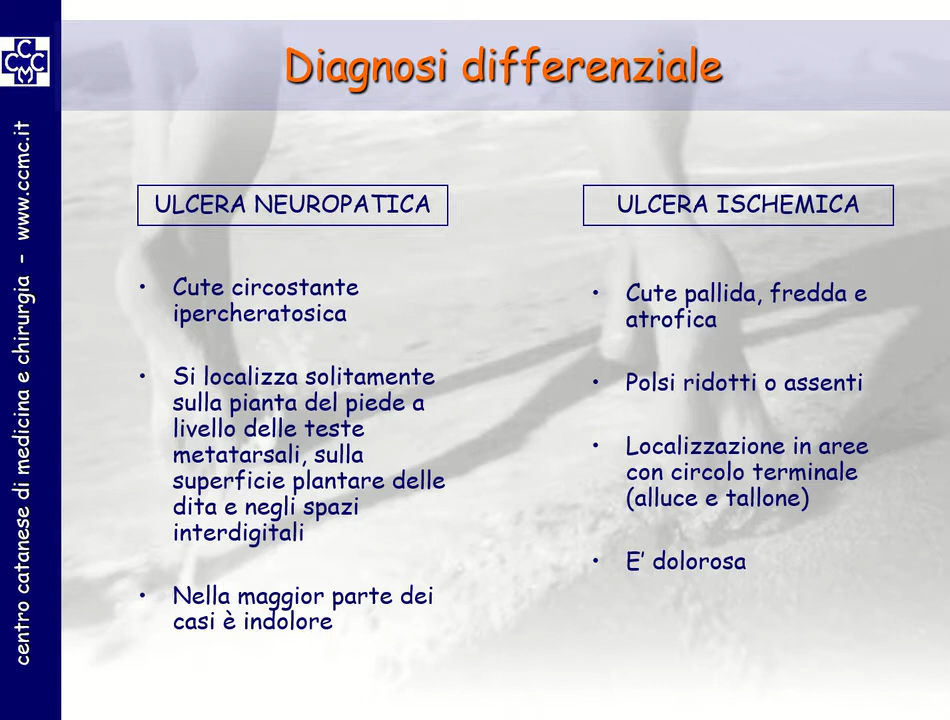 C
C C
M
centro catanese di medicina e chirurgia - www.ccmc.it
Diagnosi differenziale
ULCERA NEUROPATICA
• Cute circostante
ipercheratosica
• Si localizza solitamente
sulla pianta del piede a
livello delle teste
metatarsali, sulla
superficie plantare delle
dita e negli spazi
interdigitali
• Nella maggior parte dei
casi è indolore
ULCERA ISCHEMICA
• Cute pallida, fredda e
atrofica
• Polsi ridotti o assenti
• Localizzazione in aree
con circolo terminale
(alluce e tallone)
• E’ dolorosa